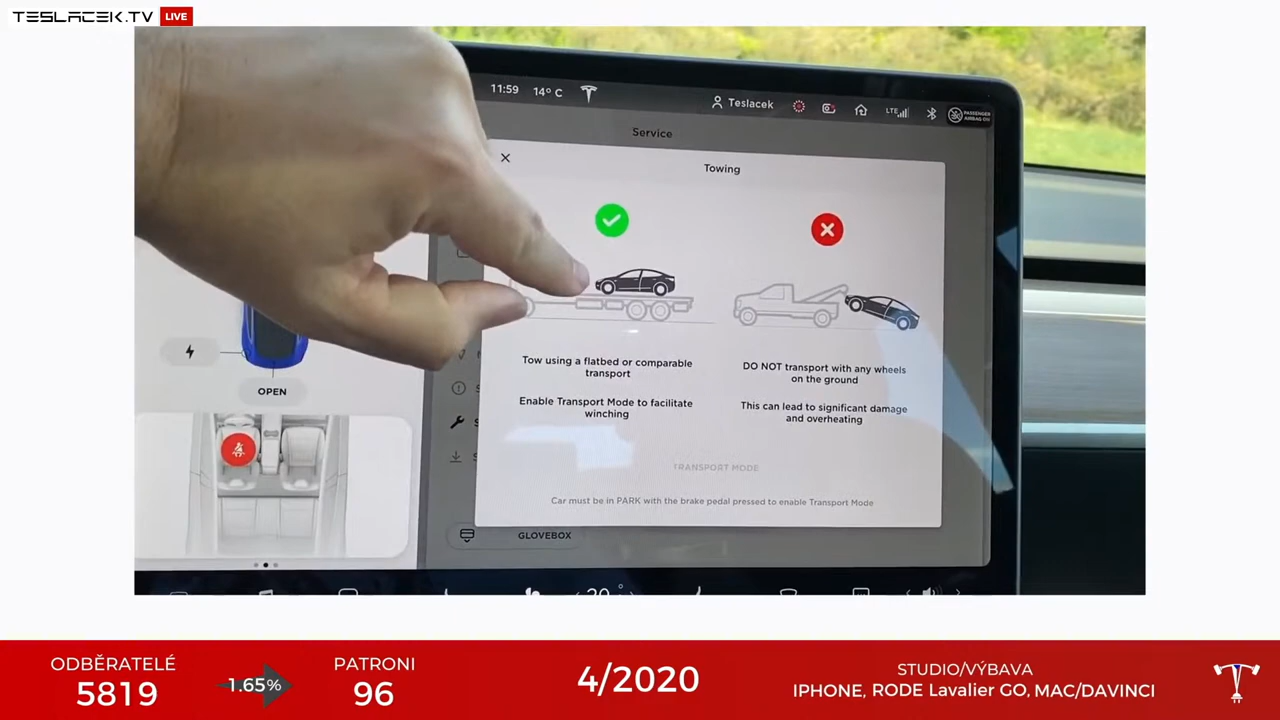 TESLACEK.TV LIVE
11:59 14° C Teslacek LTE PASSENGER AIRBAG
Service
Towing
Tow using a flatbed or comparable
transport
Enable Transport Mode to facilitate
winching
DO NOT transport with any wheels
on the ground
This can lead to significant damage
and overheating
TRANSPORT MODE
Car must be in PARK with the brake pedal pressed to enable Transport Mode
OPEN
GLOVEBOX
ODBĚRATELÉ
5819
-1.65%
PATRONI
96
4/2020
STUDIO/VÝBAVA
IPHONE, RODE Lavalier GO, MAC/DAVINCI